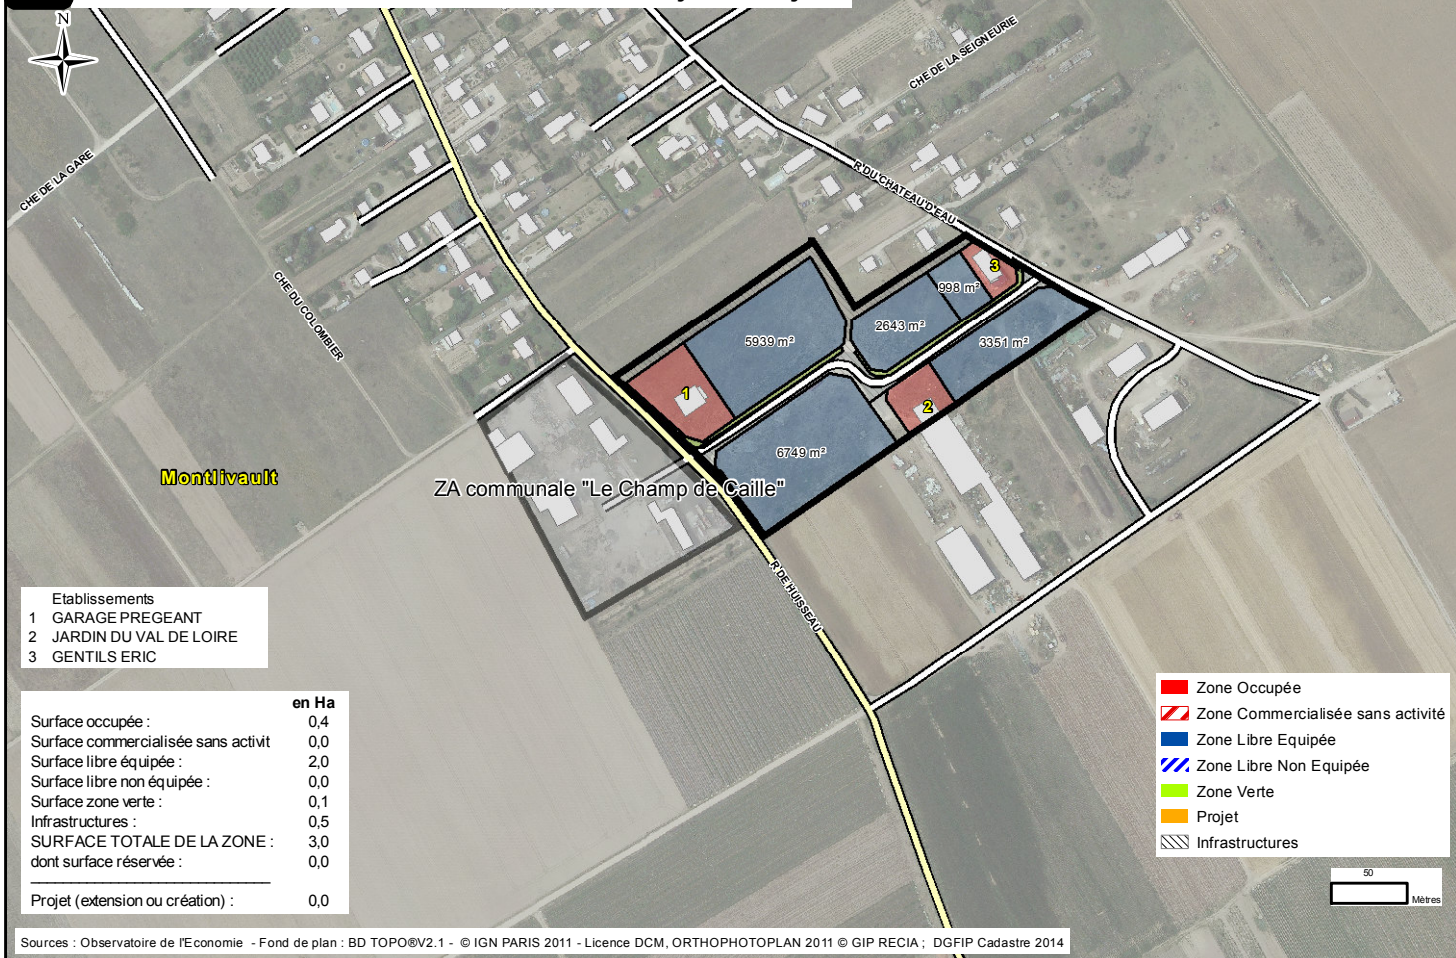 N
CHE DE LA SEIGNEURIE
CHE DE LA GARE
R DU CHATEAU D'EAU
CHE DU COLOMBIER
3
998 m²
2643 m²
5939 m²
3351 m²
1
2
6749 m²
Montlivault
ZA communale "Le Champ de Caille"
R DE HUISSEAU
Etablissements
1 GARAGE PREGEANT
2 JARDIN DU VAL DE LOIRE
3 GENTILS ERIC
en Ha
Surface occupée : 0,4
Surface commercialisée sans activit 0,0
Surface libre équipée : 2,0
Surface libre non équipée : 0,0
Surface zone verte : 0,1
Infrastructures : 0,5
SURFACE TOTALE DE LA ZONE : 3,0
dont surface réservée : 0,0
Projet (extension ou création) : 0,0
Zone Occupée
Zone Commercialisée sans activité
Zone Libre Equipée
Zone Libre Non Equipée
Zone Verte
Projet
Infrastructures
50
Mètres
Sources : Observatoire de l'Economie - Fond de plan : BD TOPO®V2.1 - © IGN PARIS 2011 - Licence DCM, ORTHOPHOTOPLAN 2011 © GIP RECIA ; DGFIP Cadastre 2014